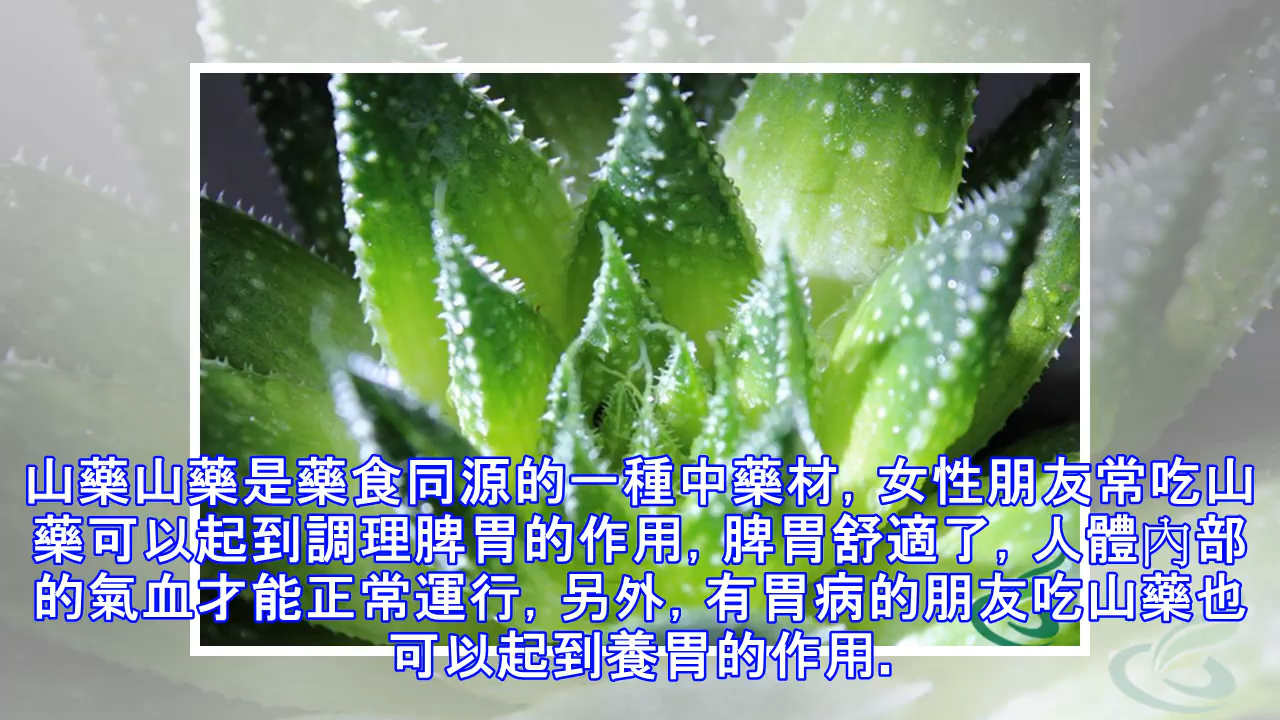 山藥山藥是藥食同源的一種中藥材, 女性朋友常吃山
藥可以起到調理脾胃的作用, 脾胃舒適了, 人體內部
的氣血才能正常運行, 另外, 有胃病的朋友吃山藥也
可以起到養胃的作用.